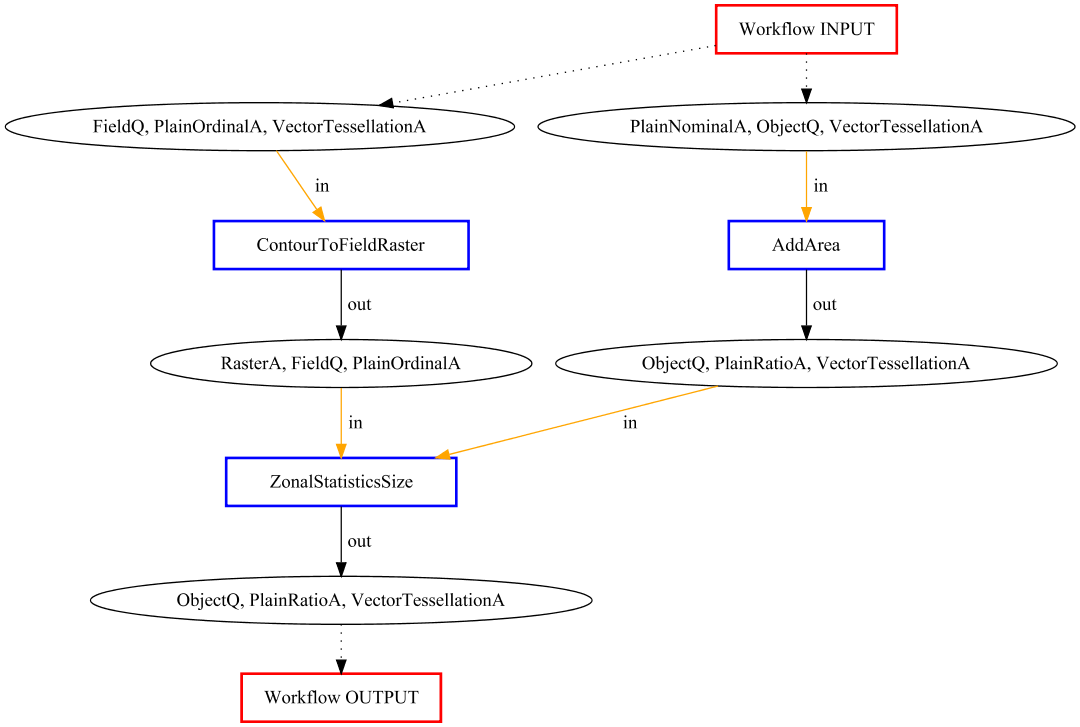 Workflow INPUT
FieldQ, PlainOrdinalA, VectorTessellationA
PlainNominalA, ObjectQ, VectorTessellationA
in
in
ContourToFieldRaster
AddArea
out
out
RasterA, FieldQ, PlainOrdinalA
ObjectQ, PlainRatioA, VectorTessellationA
in
in
ZonalStatisticsSize
out
ObjectQ, PlainRatioA, VectorTessellationA
Workflow OUTPUT